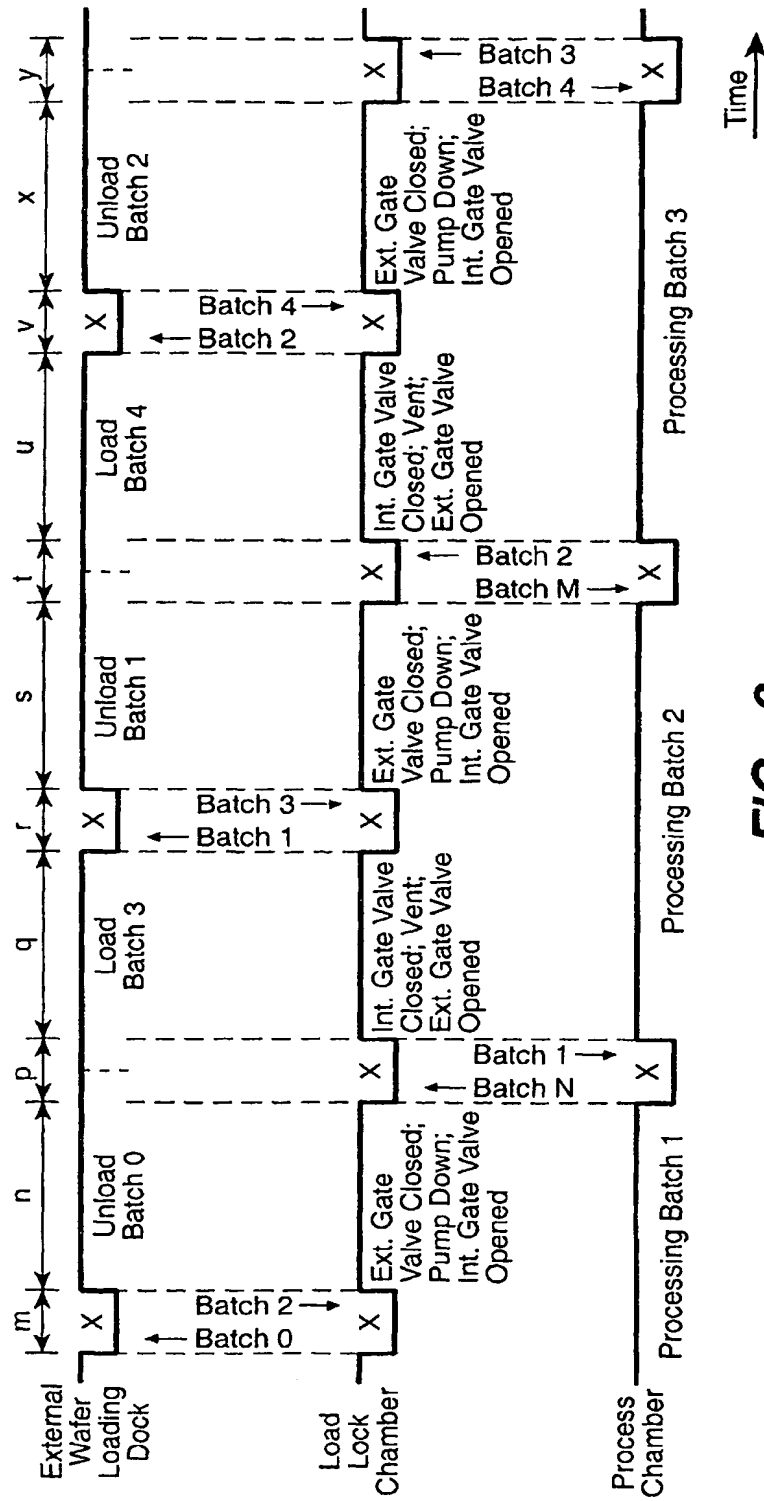 m
n
p
q
r
s
t
u
v
x
y
External
Wafer
Loading
Dock
X
Unload
Batch 0
Load
Batch 3
X
Unload
Batch 1
Load
Batch 4
X
Unload
Batch 2
Batch 2
Batch 0
Batch 3
Batch 1
Batch 4
Batch 2
Load
Lock
Chamber
X
X
X
X
X
X
Ext. Gate
Valve Closed;
Pump Down;
Int. Gate Valve
Opened
Int. Gate Valve
Closed; Vent;
Ext. Gate Valve
Opened
Ext. Gate
Valve Closed;
Pump Down;
Int. Gate Valve
Opened
Int. Gate Valve
Closed; Vent;
Ext. Gate Valve
Opened
Ext. Gate
Valve Closed;
Pump Down;
Int. Gate Valve
Opened
Batch 1
Batch N
Batch 2
Batch M
Batch 3
Batch 4
Process
Chamber
X
X
X
Processing Batch 1
Processing Batch 2
Processing Batch 3
Time
FIG